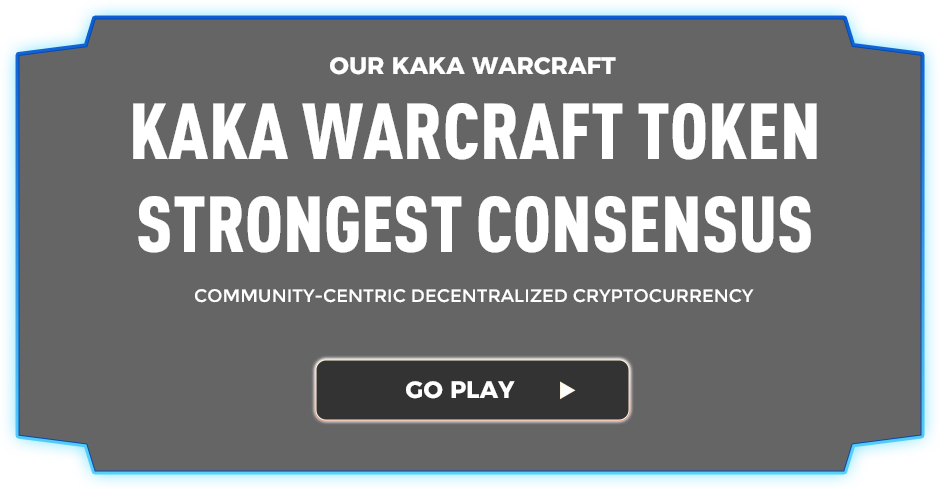 OUR KAKA WARCRAFT
KAKA WARCRAFT TOKEN
STRONGEST CONSENSUS
COMMUNITY-CENTRIC DECENTRALIZED CRYPTOCURRENCY
GO PLAY